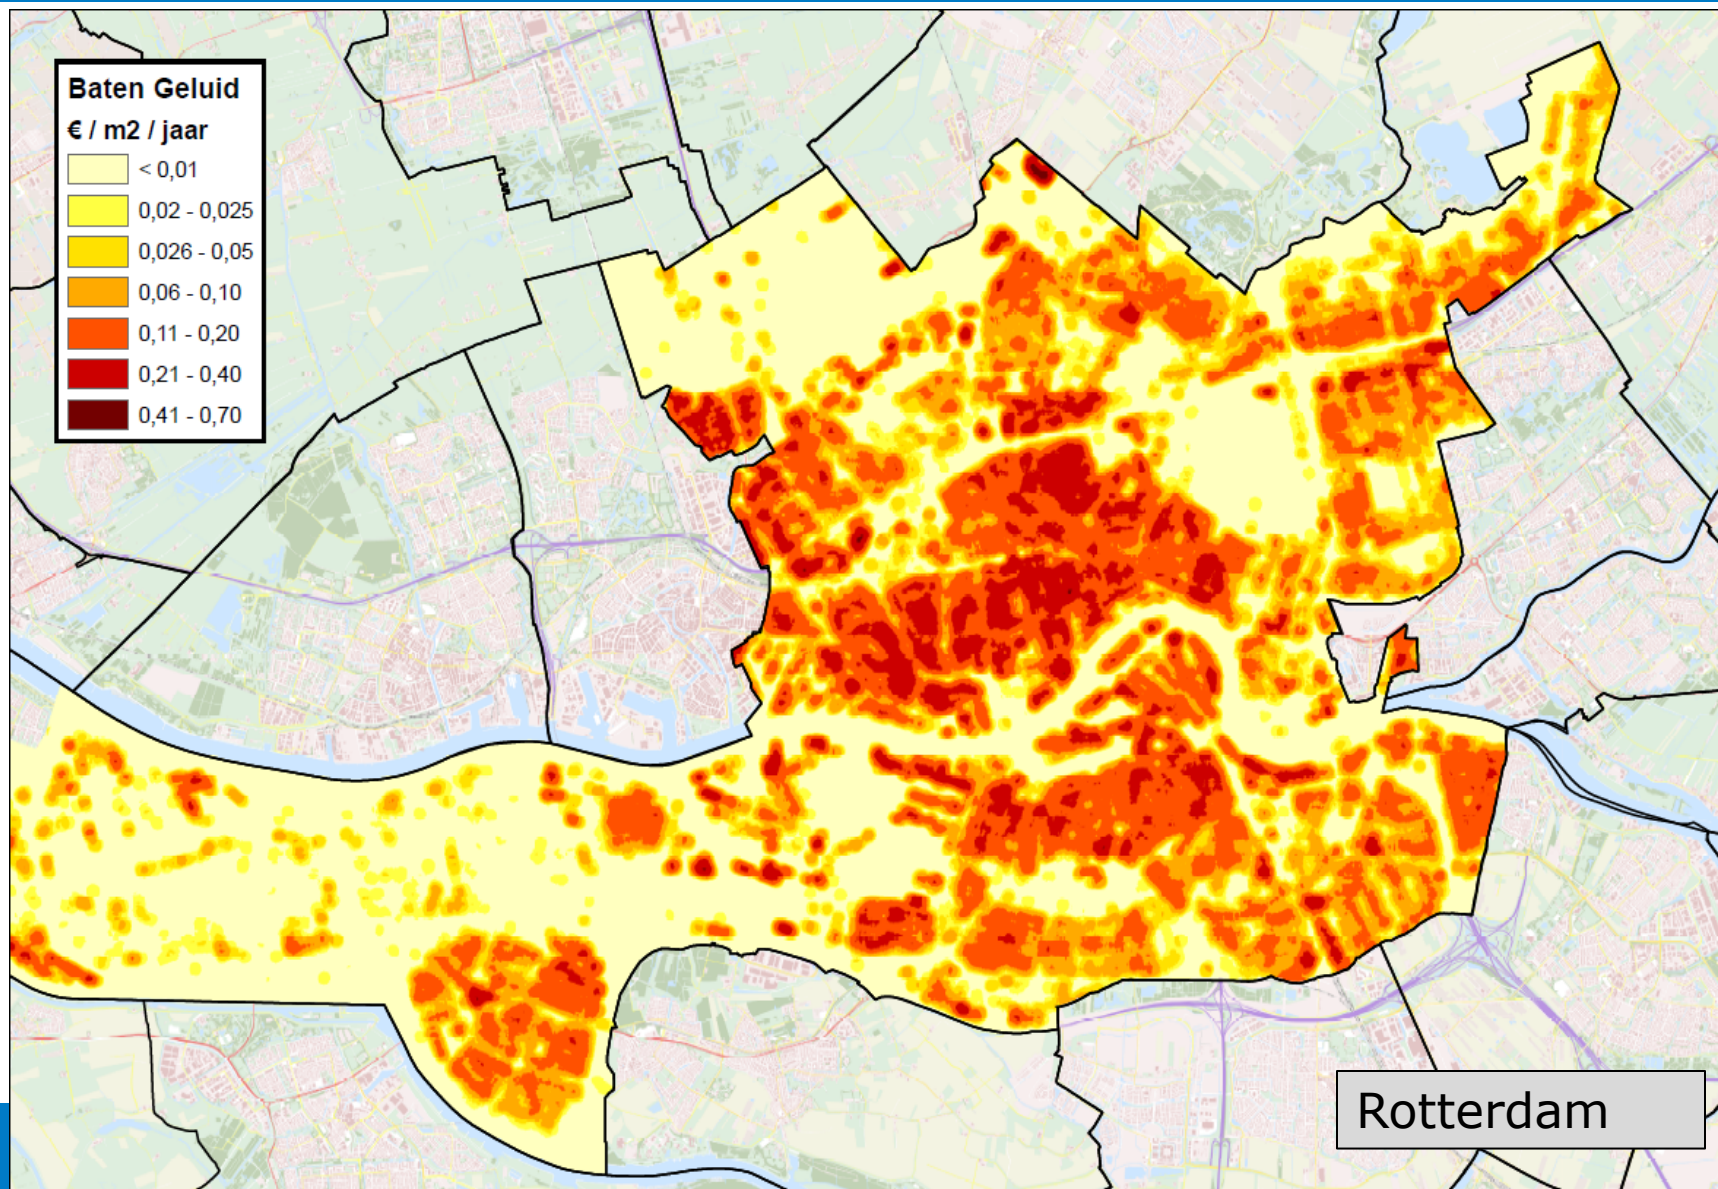 Baten Geluid
€ / m2 / jaar
< 0,01
0,02 - 0,025
0,026 - 0,05
0,06 - 0,10
0,11 - 0,20
0,21 - 0,40
0,41 - 0,70
Rotterdam